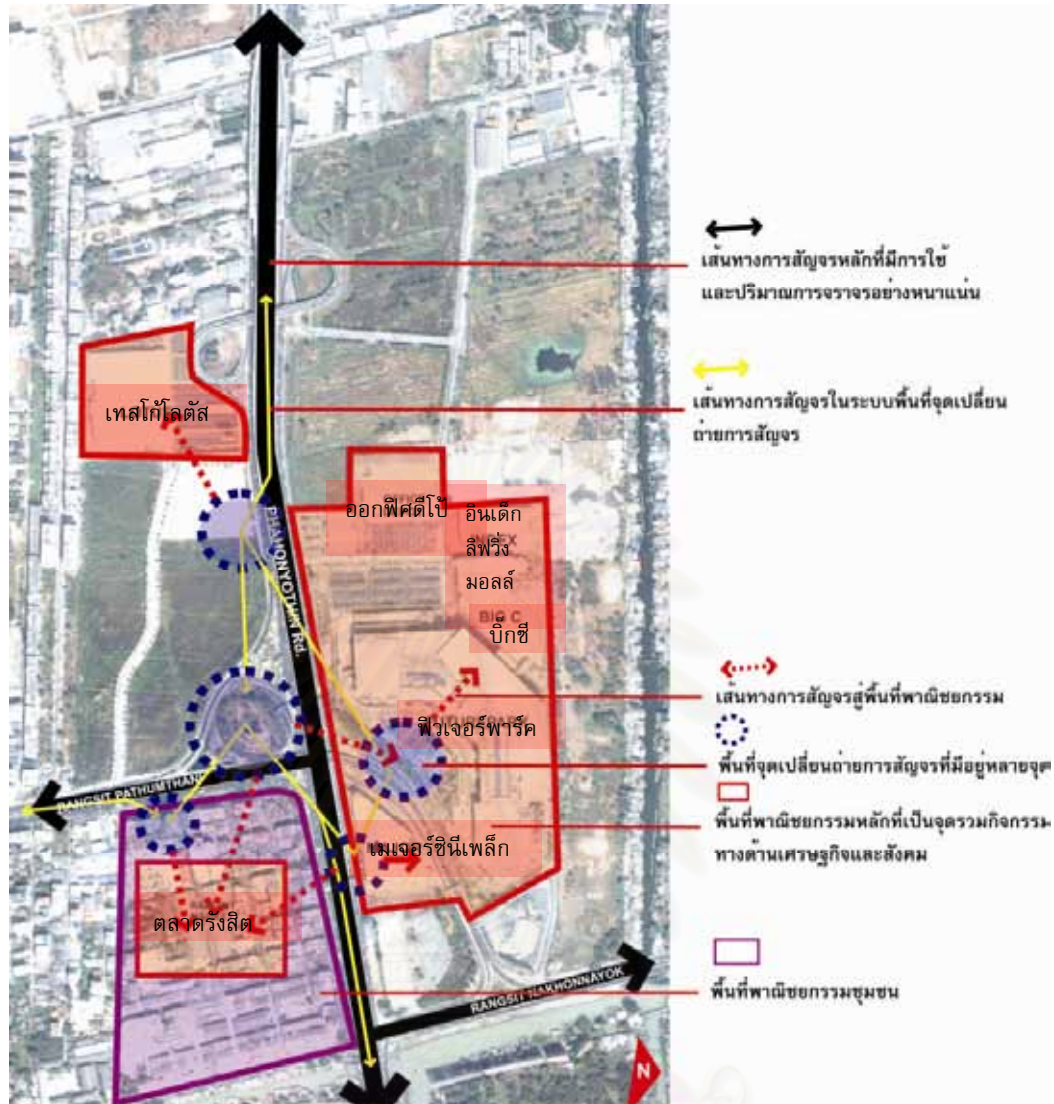 เส้นทางการสัญจรหลักที่มีการใช้
และปริมาณการจราจรอย่างหนาแน่น
เทสโก้โลตัส
เส้นทางการสัญจรในระบบพื้นที่จุดเปลี่ยน
ถ่ายการสัญจร
ออกฟิศดีโป้
อินเด็ก
ลิฟวิ่ง
มอลล์
INDEX
PHAHONYOTHIN Rd.
BIG C
บิ๊กซี
เส้นทางการสัญจรสู่พื้นที่พาณิชยกรรม
FUTURE PARK
ฟิวเจอร์พาร์ค
พื้นที่จุดเปลี่ยนถ่ายการสัญจรที่มีอยู่หลายจุด
RANGSIT PATHUMTHANI
พื้นที่พาณิชยกรรมหลักที่เป็นจุดรวมกิจกรรม
ทางด้านเศรษฐกิจและสังคม
เมเจอร์ซินีเพล็ก
ตลาดรังสิต
RANGSIT NAKHONNAYOK
พื้นที่พาณิชยกรรมชุมชน
N